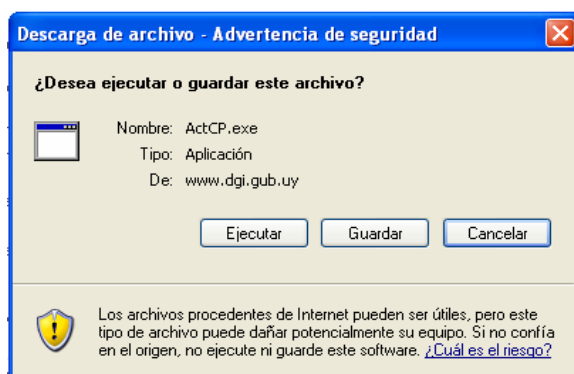 Descarga de archivo - Advertencia de seguridad
¿Desea ejecutar o guardar este archivo?
Nombre: ActCP.exe
Tipo: Aplicación
De: www.dgi.gub.uy
Ejecutar Guardar Cancelar
Los archivos procedentes de Internet pueden ser útiles, pero este
tipo de archivo puede dañar potencialmente su equipo. Si no confía
en el origen, no ejecute ni guarde este software. ¿Cuál es el riesgo?